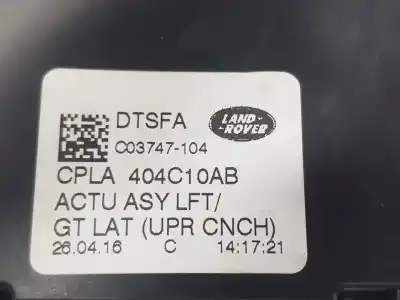 DTSFA
LAND-
ROVER
C03747-104
CPLA 404C10AB
ACTU ASY LFT/
GT LAT (UPR CNCH)
26.04.16 C 14:17:21